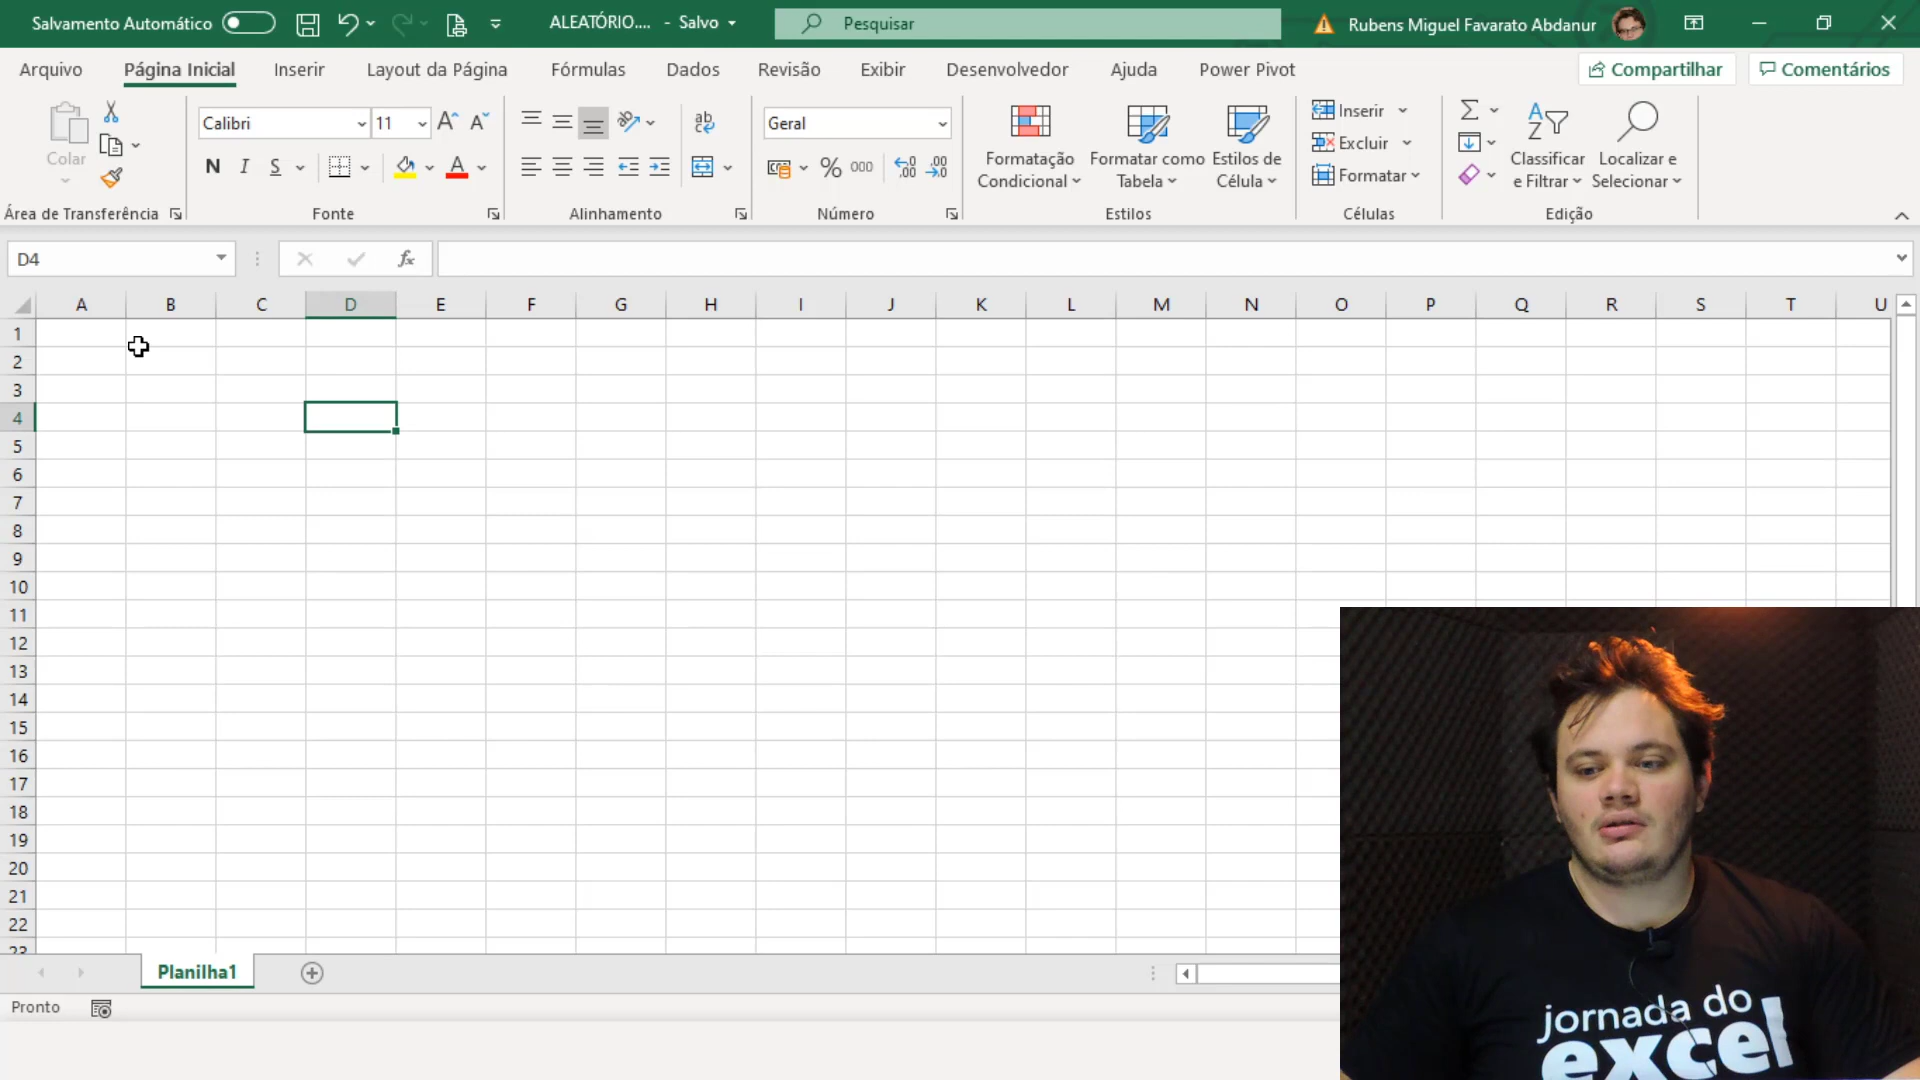 Salvamento Automático
ALEATÓRIO.... - Salvo
Pesquisar
Rubens Miguel Favarato Abdanur
Arquivo Página Inicial Inserir Layout da Página Fórmulas Dados Revisão Exibir Desenvolvedor Ajuda Power Pivot
Compartilhar
Comentários
Colar
Área de Transferência
Calibri
11
N I S
Fonte
ab
Alinhamento
Geral
% 000
Número
Formatação
Condicional
Formatar como
Tabela
Estilos de
Célula
Estilos
Inserir
Excluir
Formatar
Células
Classificar
e Filtrar
Localizar e
Selecionar
Edição
D4
fx
A B C D E F G H I J K L M N O P Q R S T U
1
2
3
4
5
6
7
8
9
10
11
12
13
14
15
16
17
18
19
20
21
22
23
Planilha1
Pronto
jornada do
excel